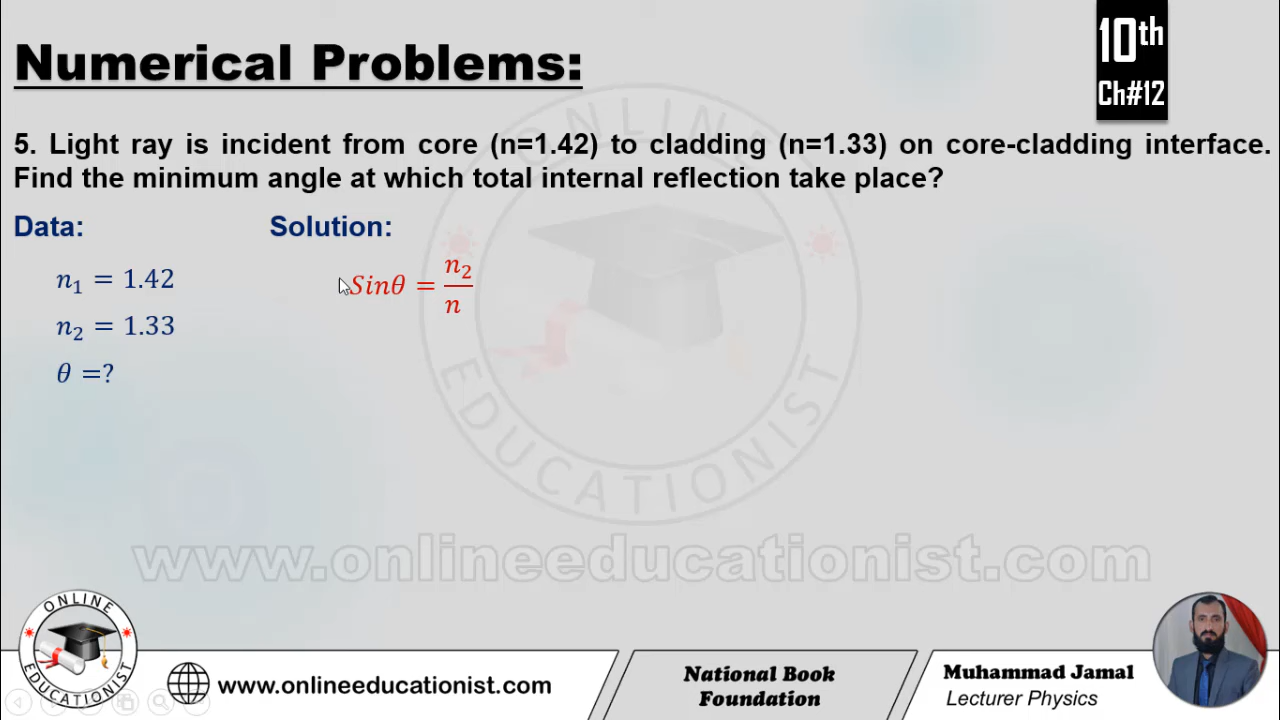 Numerical Problems:
10th
Ch#12
5. Light ray is incident from core (n=1.42) to cladding (n=1.33) on core-cladding interface.
Find the minimum angle at which total internal reflection take place?
Data:
Solution:
n₁ = 1.42
n₂ = 1.33
θ =?
Sinθ = n₂/n
ONLINE
EDUCATIONIST
www.onlineeducationist.com
ONLINE
EDUCATIONIST
www.onlineeducationist.com
National Book
Foundation
Muhammad Jamal
Lecturer Physics